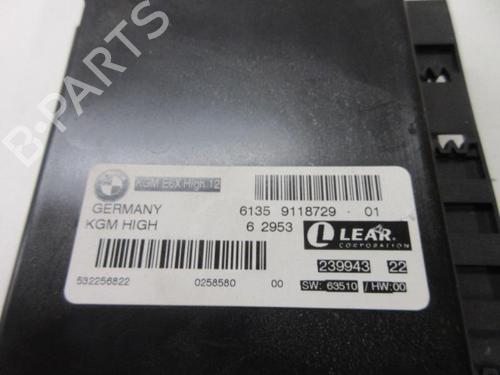 B-PARTS
KGM E6X High 12
GERMANY 6135 9118729 - 01
KGM HIGH 6 2953
LEAR
CORPORATION
239943 22
532256822 0258580 00 SW: 63510 / HW:00